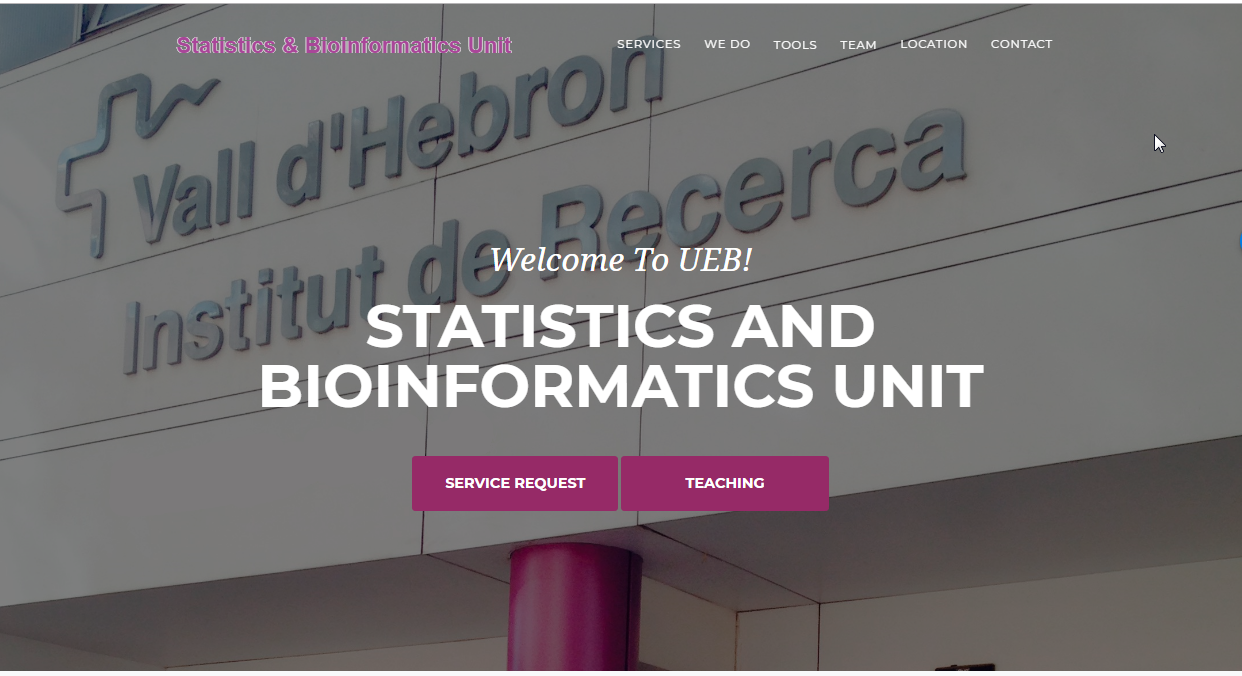 Statistics & Bioinformatics Unit
SERVICES
WE DO
TOOLS
TEAM
LOCATION
CONTACT
Vall d'Hebron
Institut de Recerca
Welcome To UEB!
STATISTICS AND
BIOINFORMATICS UNIT
SERVICE REQUEST
TEACHING